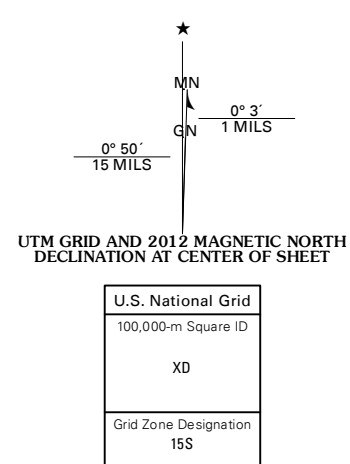 ★
MN
0° 3´
1 MILS
GN
0° 50´
15 MILS
UTM GRID AND 2012 MAGNETIC NORTH
DECLINATION AT CENTER OF SHEET
U.S. National Grid
100,000-m Square ID
XD
Grid Zone Designation
15S